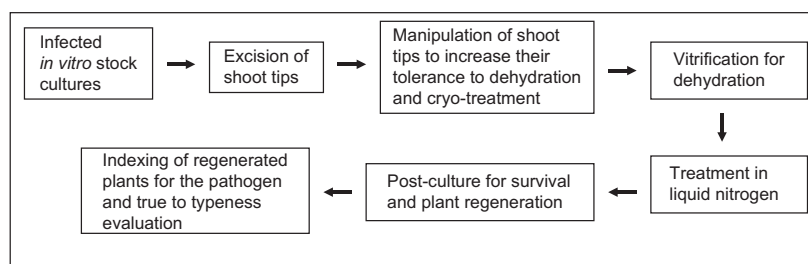 Infected
in vitro stock
cultures
Excision of
shoot tips
Manipulation of shoot
tips to increase their
tolerance to dehydration
and cryo-treatment
Vitrification for
dehydration
Treatment in
liquid nitrogen
Post-culture for survival
and plant regeneration
Indexing of regenerated
plants for the pathogen
and true to typeness
evaluation